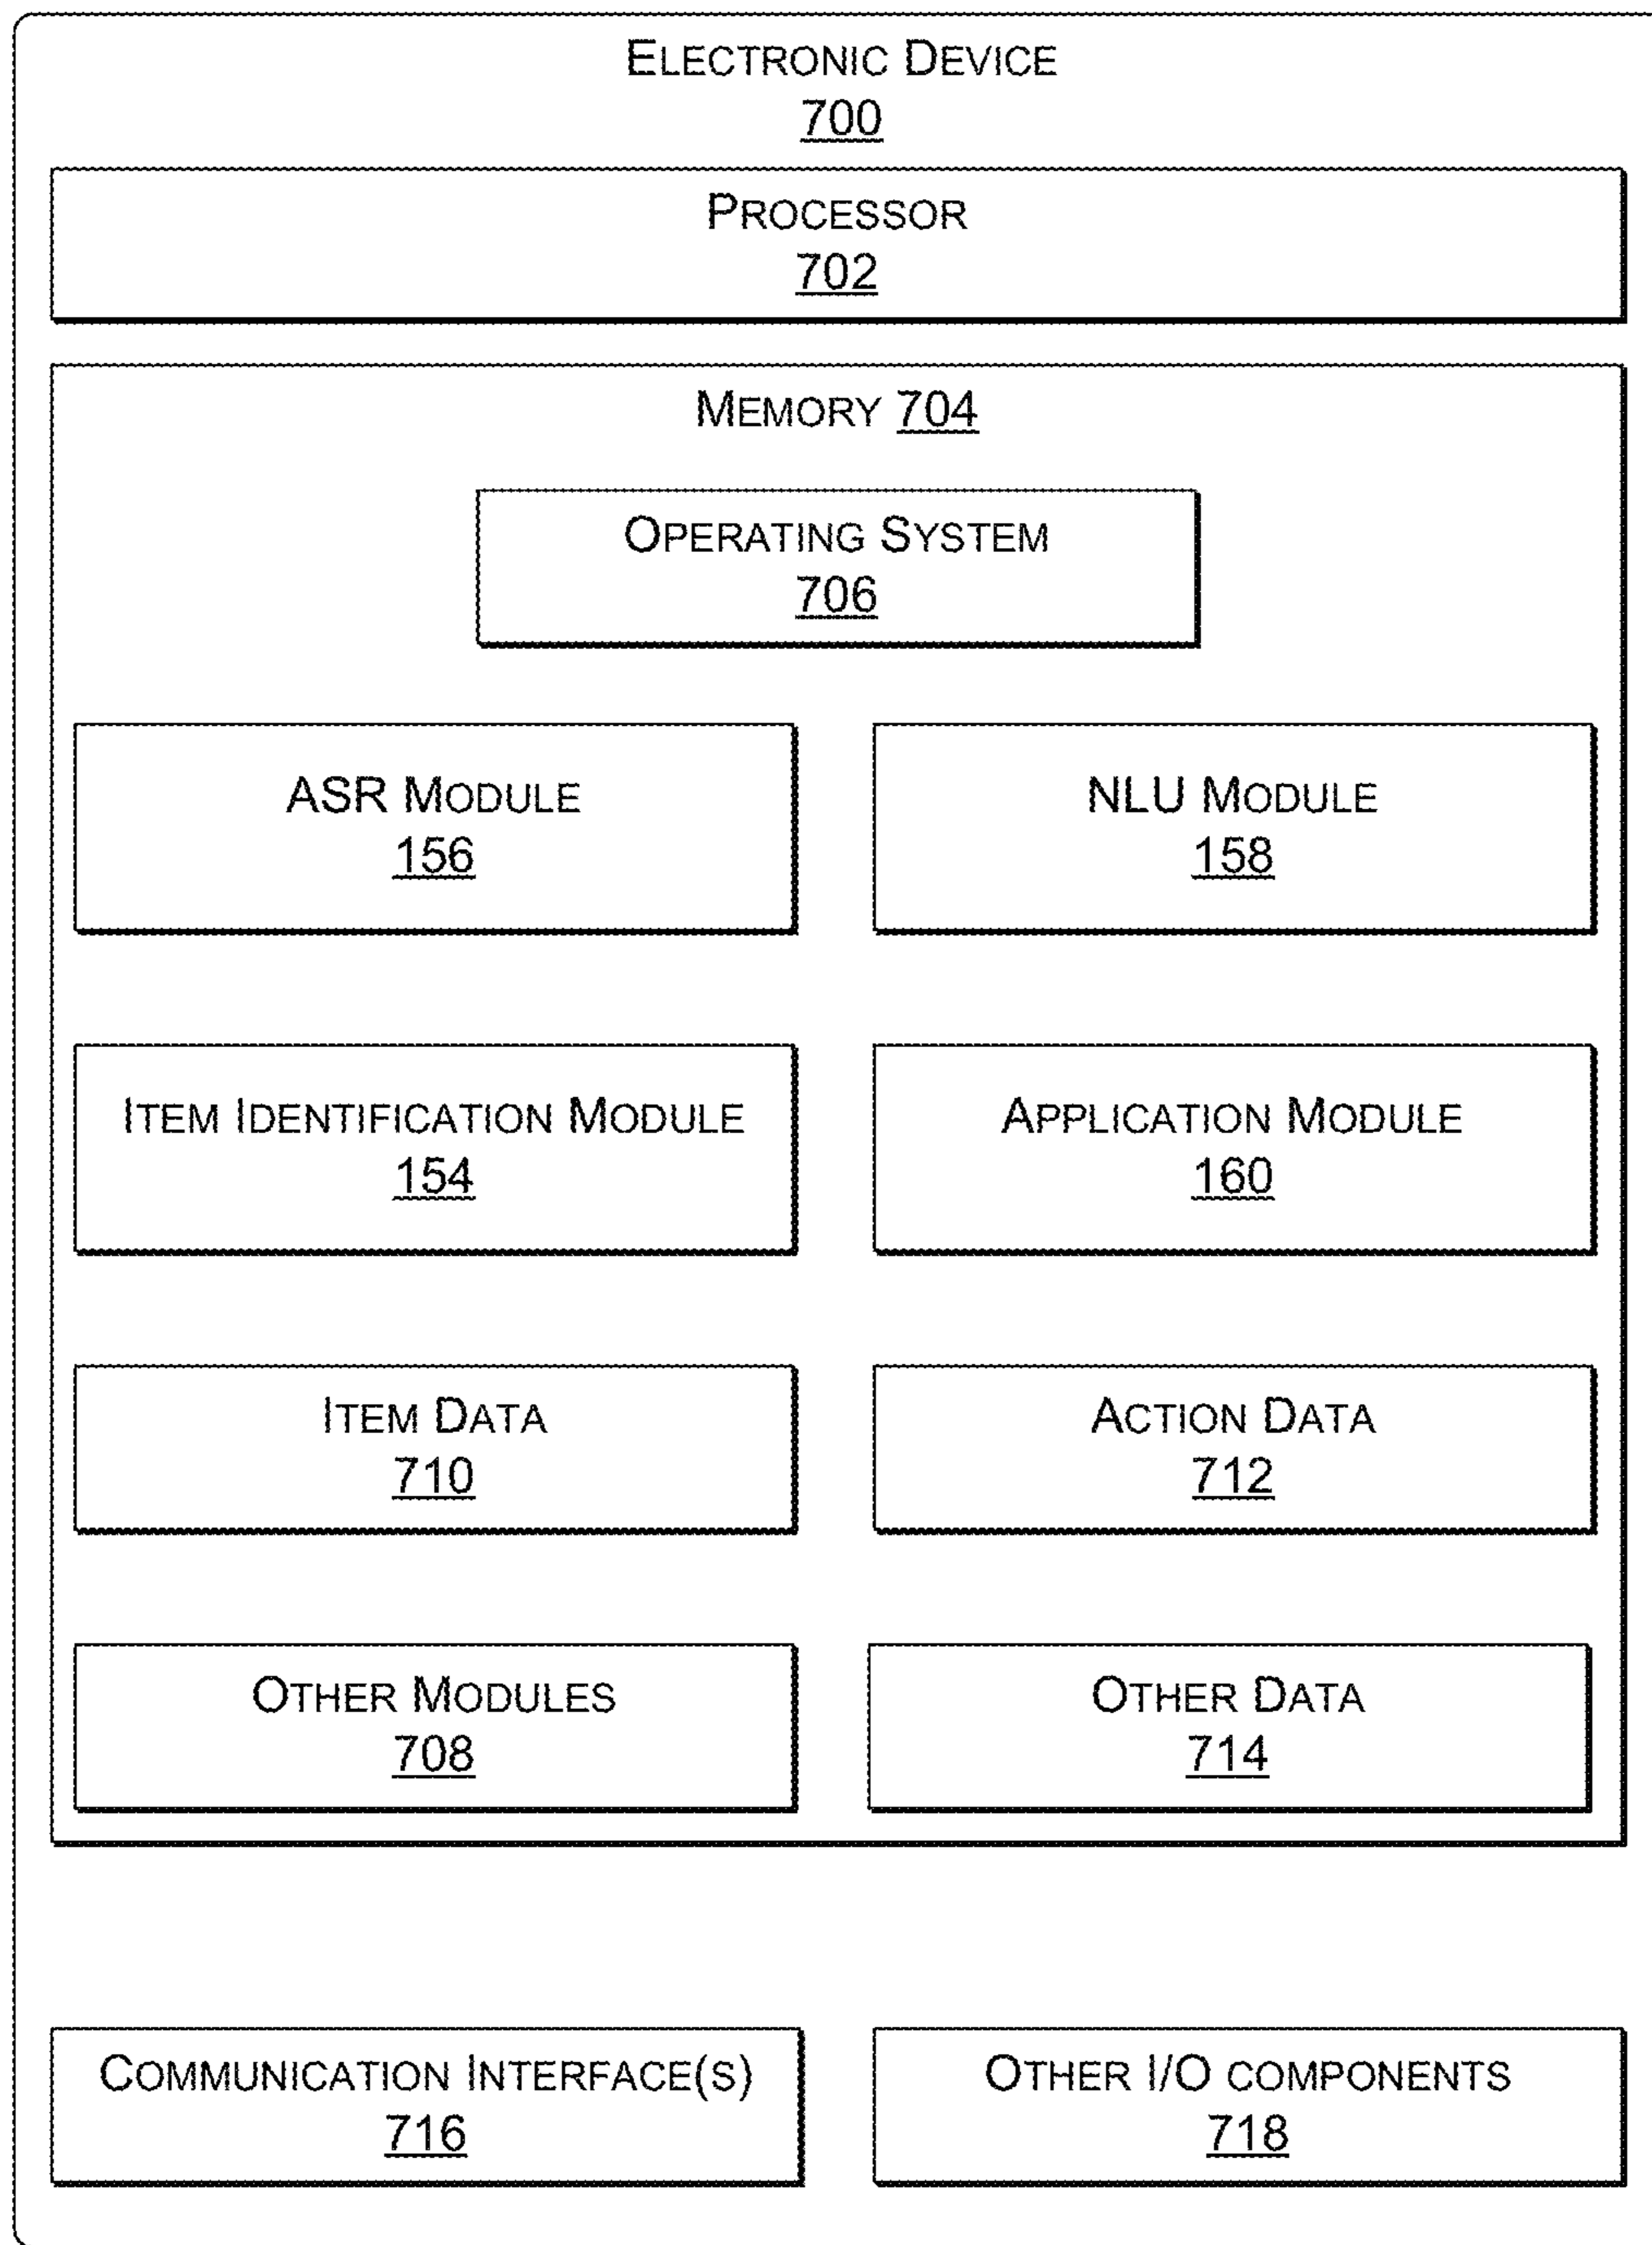 ELECTRONIC DEVICE
700
PROCESSOR
702
MEMORY 704
OPERATING SYSTEM
706
ASR MODULE
156
NLU MODULE
158
ITEM IDENTIFICATION MODULE
154
APPLICATION MODULE
160
ITEM DATA
710
ACTION DATA
712
OTHER MODULES
708
OTHER DATA
714
COMMUNICATION INTERFACE(S)
716
OTHER I/O COMPONENTS
718